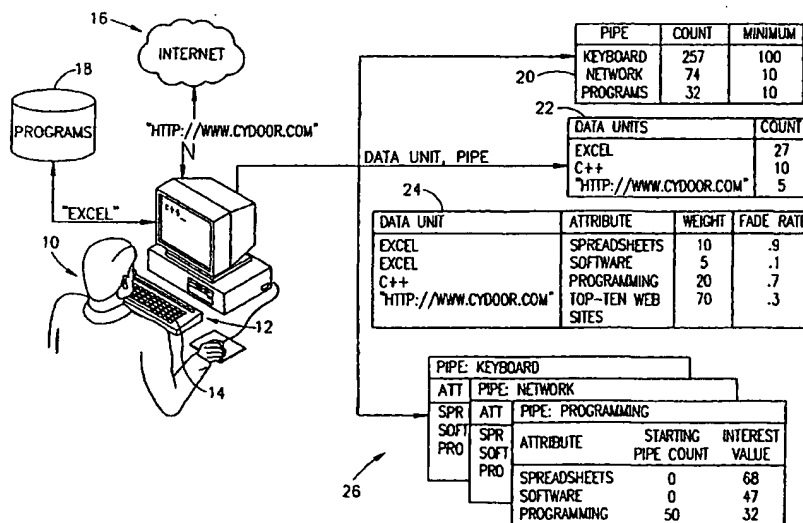 16
INTERNET
18
PROGRAMS
"HTTP://WWW.CYDOOR.COM"
"EXCEL"
C++_
10
12
14
DATA UNIT, PIPE
20
PIPE COUNT MINIMUM
KEYBOARD 257 100
NETWORK 74 10
PROGRAMS 32 10
22
DATA UNITS COUNT
EXCEL 27
C++ 10
"HTTP://WWW.CYDOOR.COM" 5
24
DATA UNIT ATTRIBUTE WEIGHT FADE RATE
EXCEL SPREADSHEETS 10 .9
EXCEL SOFTWARE 5 .1
C++ PROGRAMMING 20 .7
"HTTP://WWW.CYDOOR.COM" TOP-TEN WEB 70 .3
SITES
26
PIPE: KEYBOARD
ATT
SPR
SOFT
PRO
PIPE: NETWORK
ATT
SPR
SOFT
PRO
PIPE: PROGRAMMING
ATTRIBUTE STARTING INTEREST
PIPE COUNT VALUE
SPREADSHEETS 0 68
SOFTWARE 0 47
PROGRAMMING 50 32